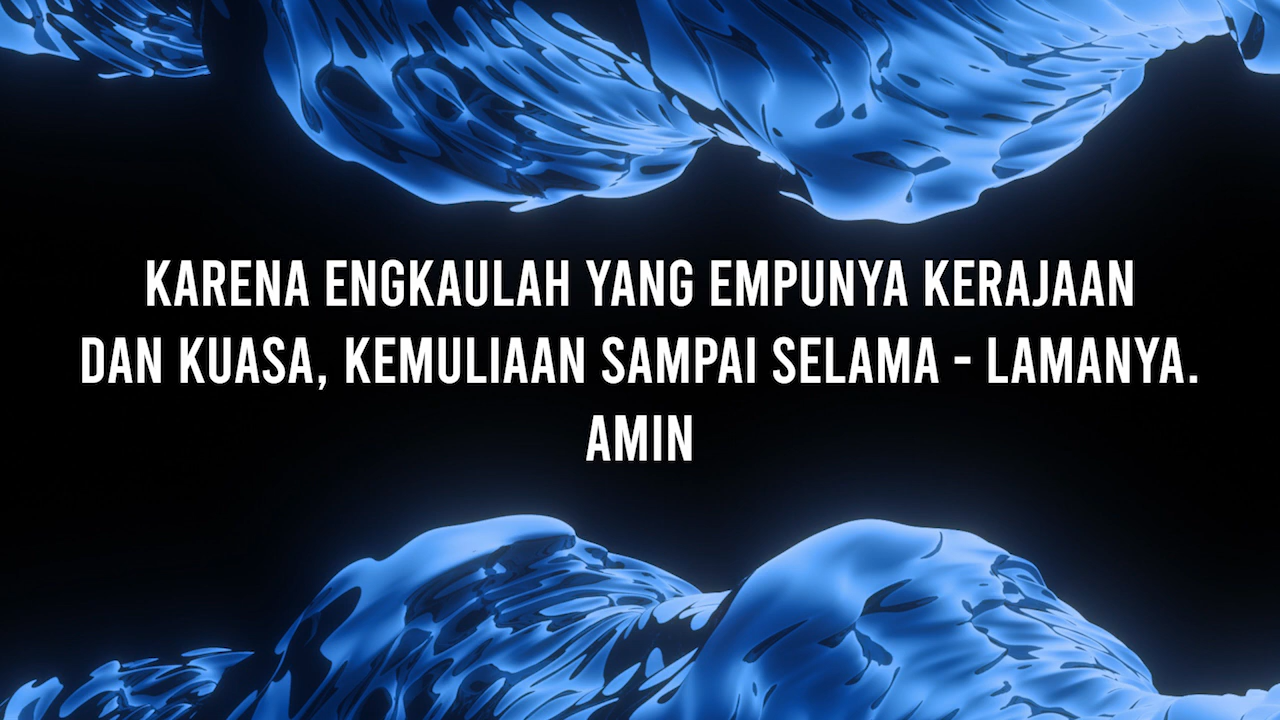 KARENA ENGKAULAH YANG EMPUNYA KERAJAAN
DAN KUASA, KEMULIAAN SAMPAI SELAMA - LAMANYA.
AMIN